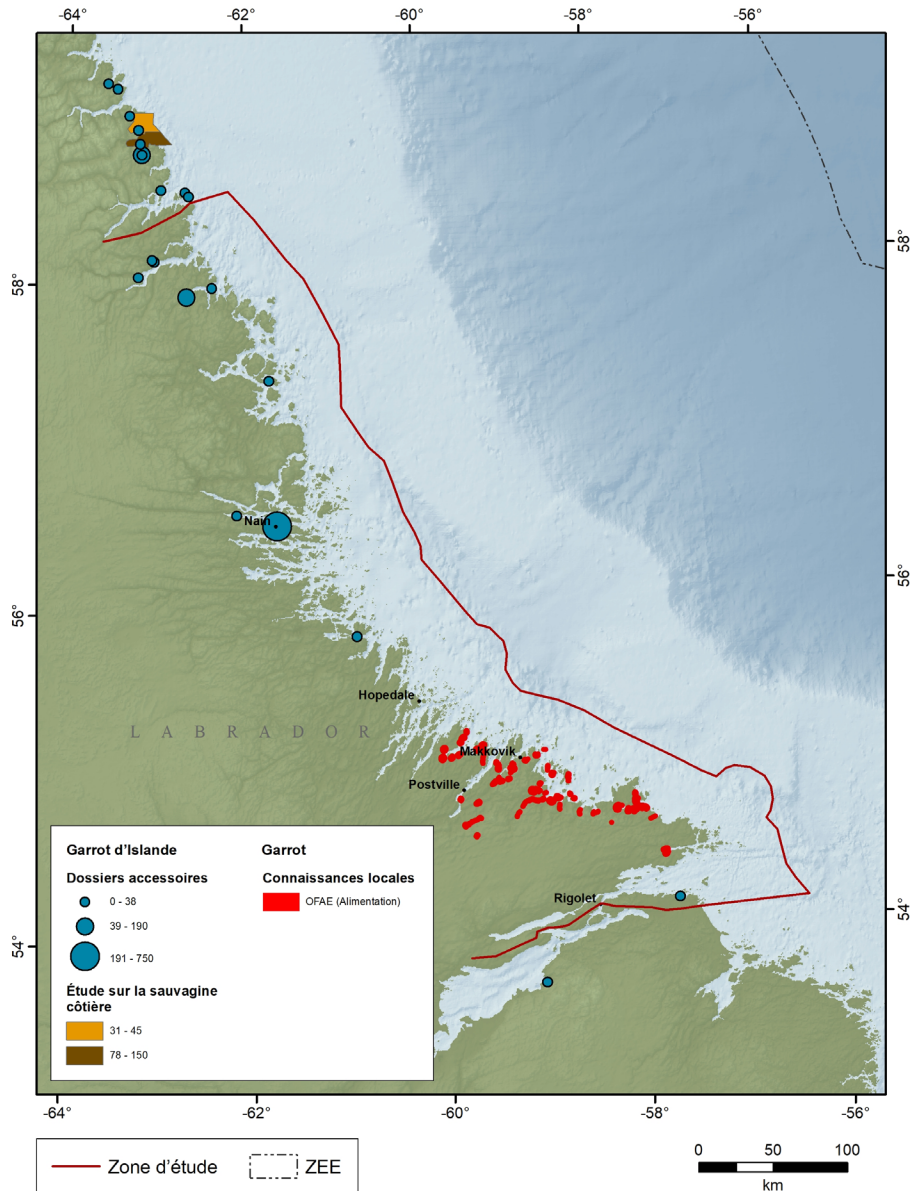 -64°
-62°
-60°
-58°
-56°
58°
58°
56°
56°
54°
54°
Nain
Hopedale
LABRADOR
Makkovik
Postville
Rigolet
Garrot d'Islande
Dossiers accessoires
0 - 38
39 - 190
191 - 750
Étude sur la sauvagine
côtière
31 - 45
78 - 150
Garrot
Connaissances locales
OFAE (Alimentation)
-64°
-62°
-60°
-58°
-56°
Zone d'étude
ZEE
0
50
100
km